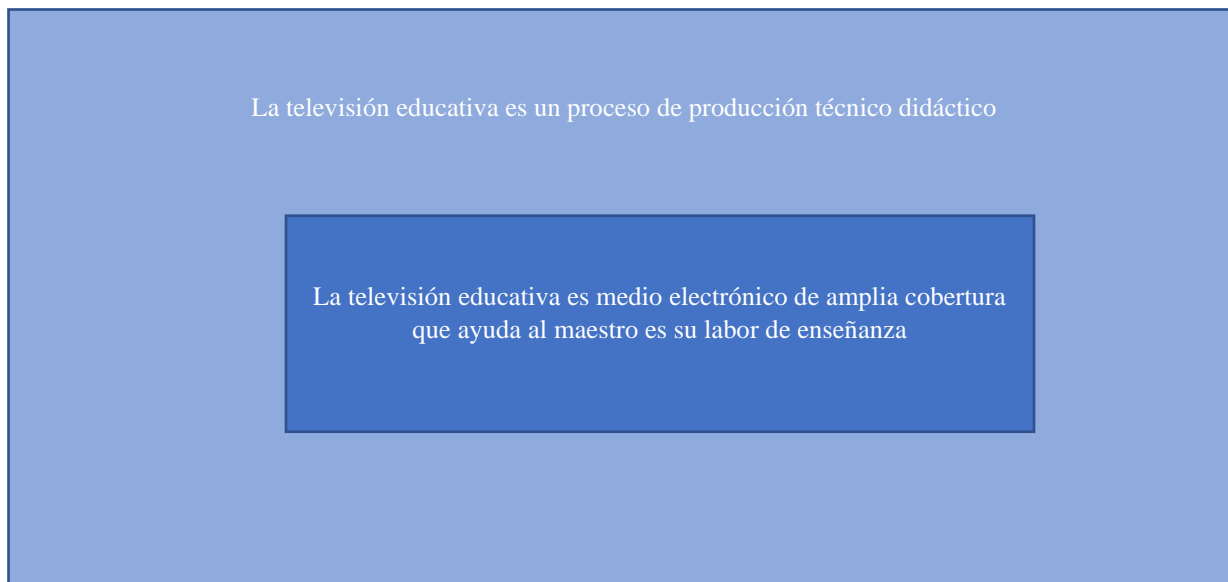 La televisión educativa es un proceso de producción técnico didáctico
La televisión educativa es medio electrónico de amplia cobertura
que ayuda al maestro es su labor de enseñanza